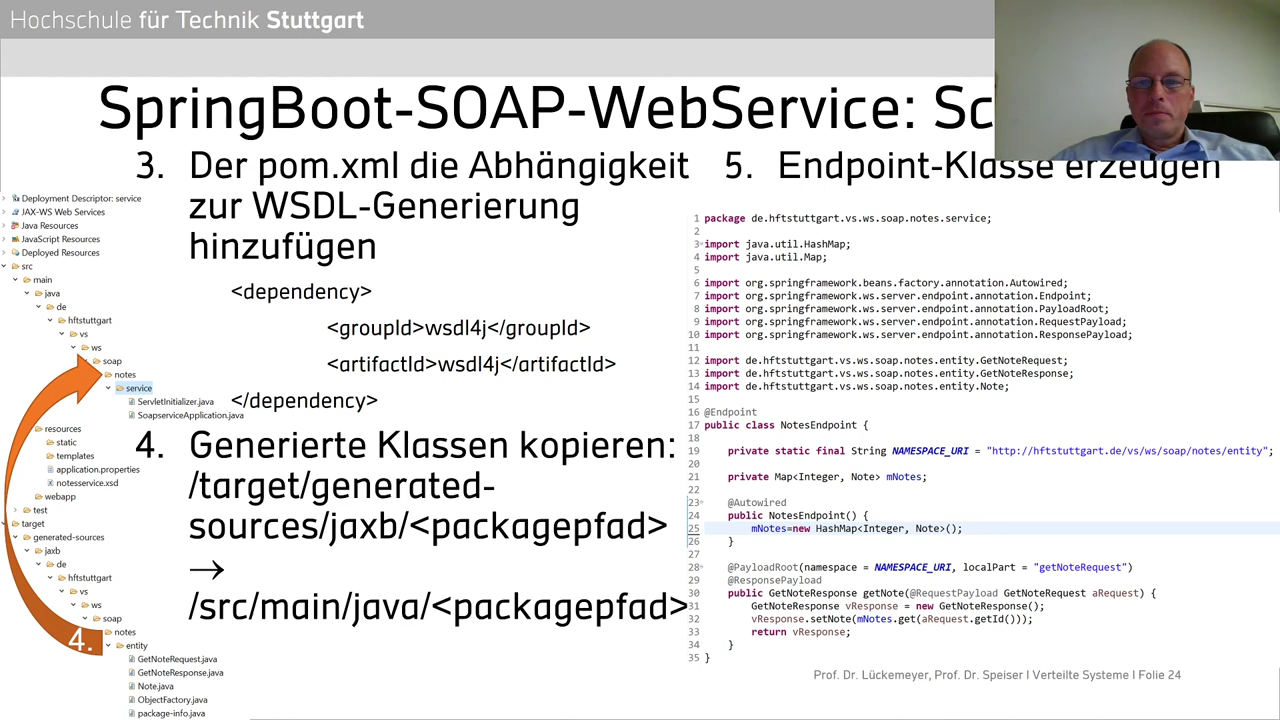 Hochschule für Technik Stuttgart
SpringBoot-SOAP-WebService: Sc
3. Der pom.xml die Abhängigkeit
zur WSDL-Generierung
hinzufügen
<dependency>
<groupId>wsdl4j</groupId>
<artifactId>wsdl4j</artifactId>
</dependency>
4. Generierte Klassen kopieren:
/target/generated-
sources/jaxb/<packagepfad>
→
/src/main/java/<packagepfad>
Deployment Descriptor: service
JAX-WS Web Services
Java Resources
JavaScript Resources
Deployed Resources
src
main
java
de
hftstuttgart
vs
ws
soap
notes
service
ServletInitializer.java
SoapserviceApplication.java
resources
static
templates
application.properties
notesservice.xsd
webapp
test
target
generated-sources
jaxb
de
hftstuttgart
vs
ws
soap
4.
notes
entity
GetNoteRequest.java
GetNoteResponse.java
Note.java
ObjectFactory.java
package-info.java
5. Endpoint-Klasse erzeugen
1 package de.hftstuttgart.vs.ws.soap.notes.service;
2
3 import java.util.HashMap;
4 import java.util.Map;
5
6 import org.springframework.beans.factory.annotation.Autowired;
7 import org.springframework.ws.server.endpoint.annotation.Endpoint;
8 import org.springframework.ws.server.endpoint.annotation.PayloadRoot;
9 import org.springframework.ws.server.endpoint.annotation.RequestPayload;
10 import org.springframework.ws.server.endpoint.annotation.ResponsePayload;
11
12 import de.hftstuttgart.vs.ws.soap.notes.entity.GetNoteRequest;
13 import de.hftstuttgart.vs.ws.soap.notes.entity.GetNoteResponse;
14 import de.hftstuttgart.vs.ws.soap.notes.entity.Note;
15
16 @Endpoint
17 public class NotesEndpoint {
18
19 private static final String NAMESPACE_URI = "http://hftstuttgart.de/vs/ws/soap/notes/entity";
20
21 private Map<Integer, Note> mNotes;
22
23 @Autowired
24 public NotesEndpoint() {
25 mNotes=new HashMap<Integer, Note>();
26 }
27
28 @PayloadRoot(namespace = NAMESPACE_URI, localPart = "getNoteRequest")
29 @ResponsePayload
30 public GetNoteResponse getNote(@RequestPayload GetNoteRequest aRequest) {
31 GetNoteResponse vResponse = new GetNoteResponse();
32 vResponse.setNote(mNotes.get(aRequest.getId()));
33 return vResponse;
34 }
35 }
Prof. Dr. Lückemeyer, Prof. Dr. Speiser I Verteilte Systeme I Folie 24